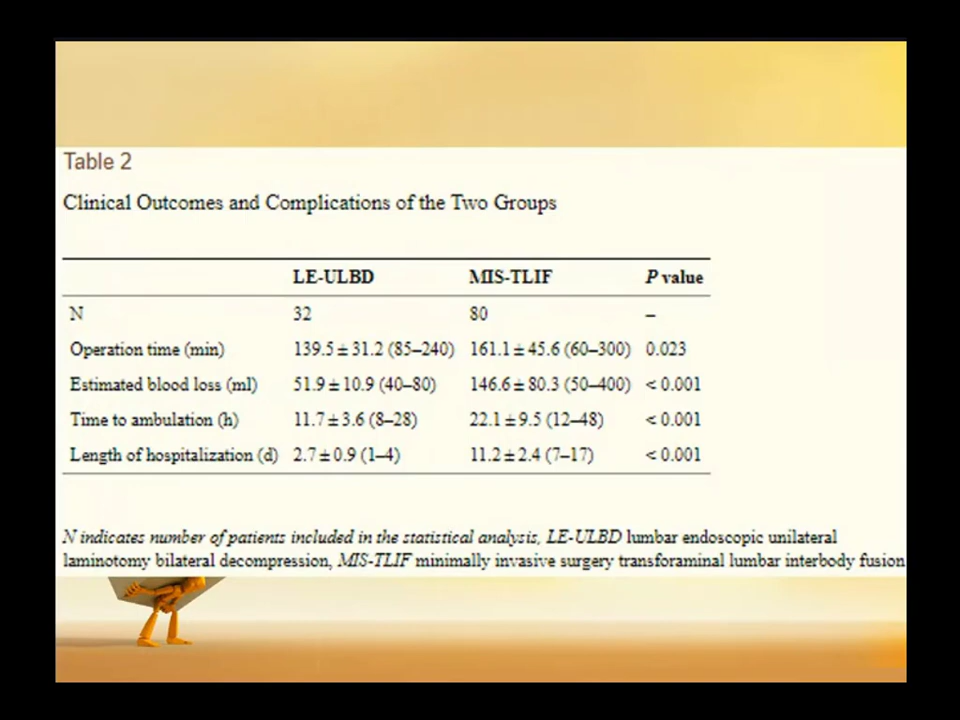 Table 2
Clinical Outcomes and Complications of the Two Groups
LE-ULBD MIS-TLIF P value
N 32 80 –
Operation time (min) 139.5 ± 31.2 (85–240) 161.1 ± 45.6 (60–300) 0.023
Estimated blood loss (ml) 51.9 ± 10.9 (40–80) 146.6 ± 80.3 (50–400) < 0.001
Time to ambulation (h) 11.7 ± 3.6 (8–28) 22.1 ± 9.5 (12–48) < 0.001
Length of hospitalization (d) 2.7 ± 0.9 (1–4) 11.2 ± 2.4 (7–17) < 0.001
N indicates number of patients included in the statistical analysis, LE-ULBD lumbar endoscopic unilateral
laminotomy bilateral decompression, MIS-TLIF minimally invasive surgery transforaminal lumbar interbody fusion